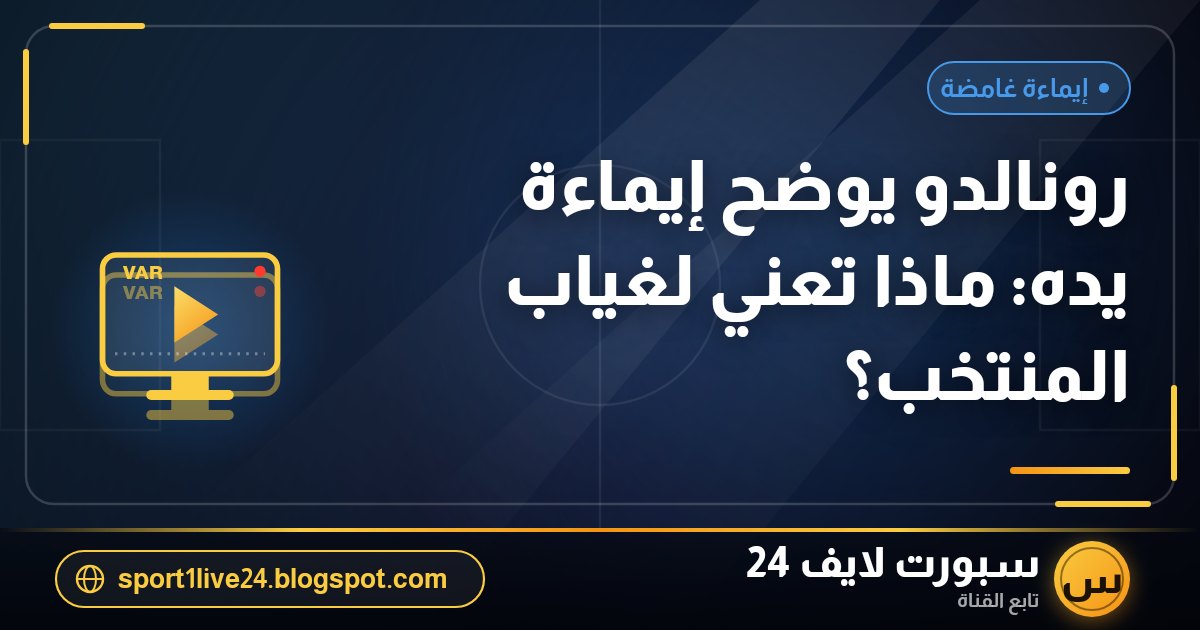 إيماءة غامضة
رونالدو يوضح إيماءة
يده: ماذا تعني لغياب
المنتخب؟
VAR
VAR
س
سبورت لايف 24
تابع القناة
sport1live24.blogspot.com